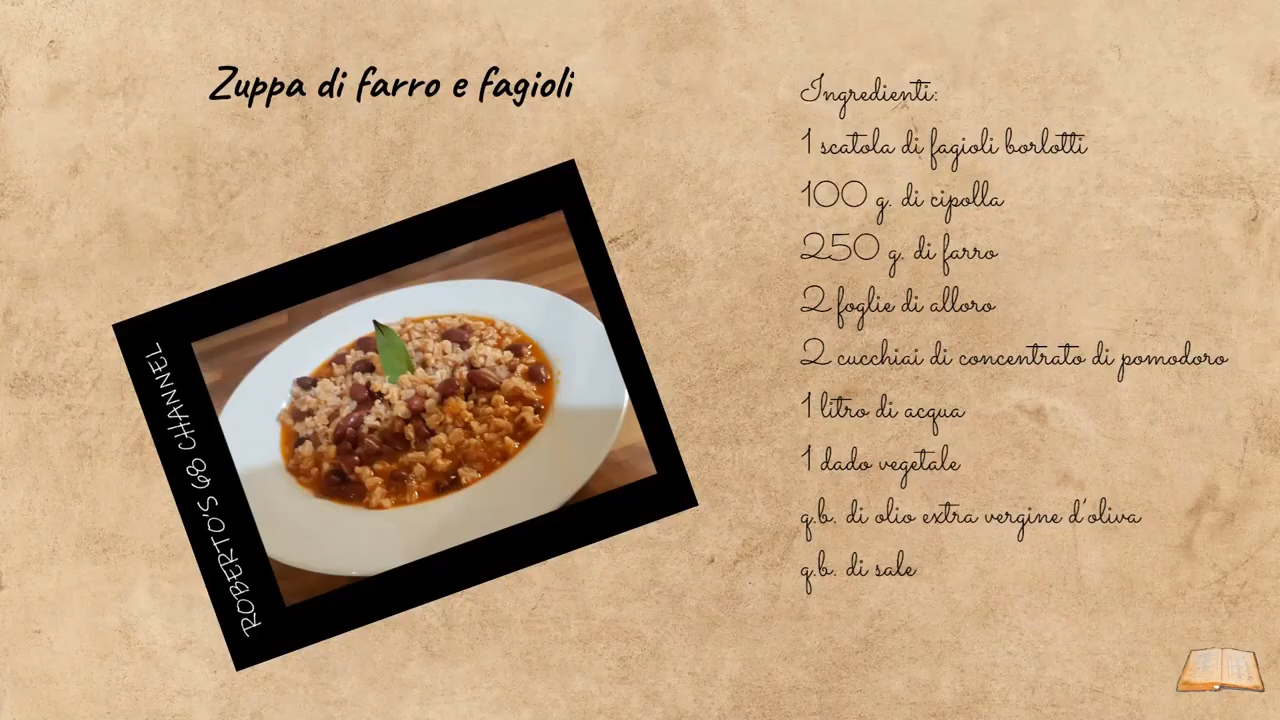 Zuppa di farro e fagioli
ROBERTO'S 68 CHANNEL
Ingredienti:
1 scatola di fagioli borlotti
100 g. di cipolla
250 g. di farro
2 foglie di alloro
2 cucchiai di concentrato di pomodoro
1 litro di acqua
1 dado vegetale
q.b. di olio extra vergine d'oliva
q.b. di sale